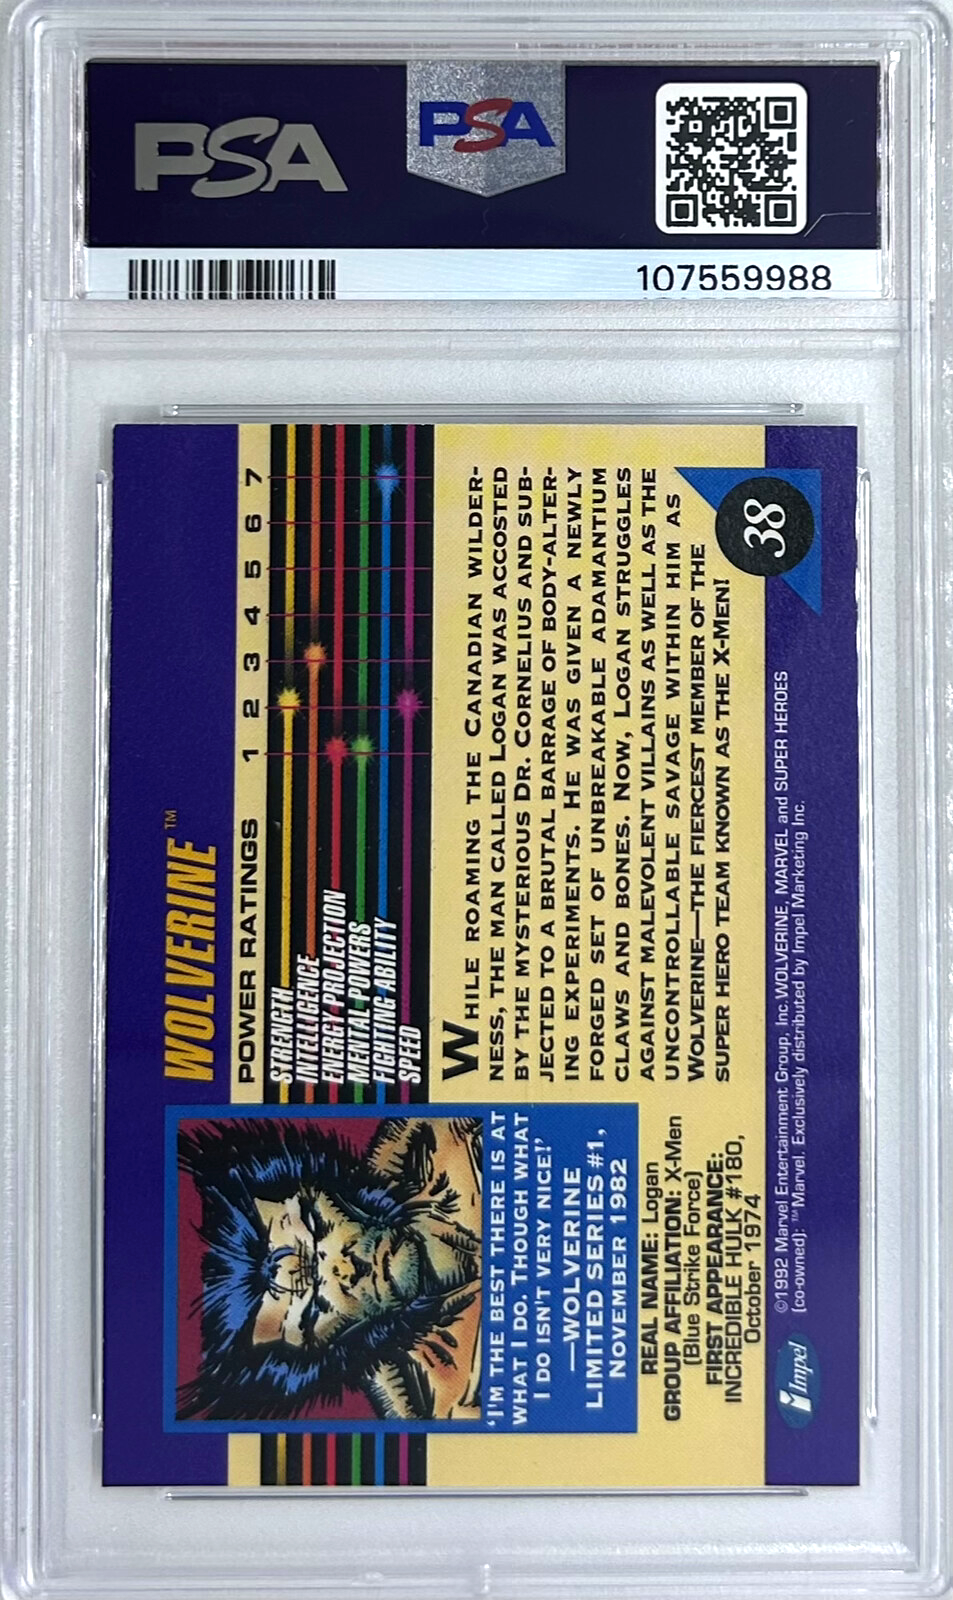 PSA
PSA
107559988
WOLVERINE™
POWER RATINGS 1 2 3 4 5 6 7
STRENGTH
INTELLIGENCE
ENERGY PROJECTION
MENTAL POWERS
FIGHTING ABILITY
SPEED
WHILE ROAMING THE CANADIAN WILDER-
NESS, THE MAN CALLED LOGAN WAS ACCOSTED
BY THE MYSTERIOUS DR. CORNELIUS AND SUB-
JECTED TO A BRUTAL BARRAGE OF BODY-ALTER-
ING EXPERIMENTS. HE WAS GIVEN A NEWLY
FORGED SET OF UNBREAKABLE ADAMANTIUM
CLAWS AND BONES. NOW, LOGAN STRUGGLES
AGAINST MALEVOLENT VILLAINS AS WELL AS THE
UNCONTROLLABLE SAVAGE WITHIN HIM AS
WOLVERINE—THE FIERCEST MEMBER OF THE
SUPER HERO TEAM KNOWN AS THE X-MEN!
38
'I'M THE BEST THERE IS AT
WHAT I DO. THOUGH WHAT
I DO ISN'T VERY NICE!'
—WOLVERINE
LIMITED SERIES #1,
NOVEMBER 1982
REAL NAME: Logan
GROUP AFFILIATION: X-Men
(Blue Strike Force)
FIRST APPEARANCE:
INCREDIBLE HULK #180,
October 1974
Impel
©1992 Marvel Entertainment Group, Inc. WOLVERINE, MARVEL and SUPER HEROES
(co-owned): ™Marvel. Exclusively distributed by Impel Marketing Inc.